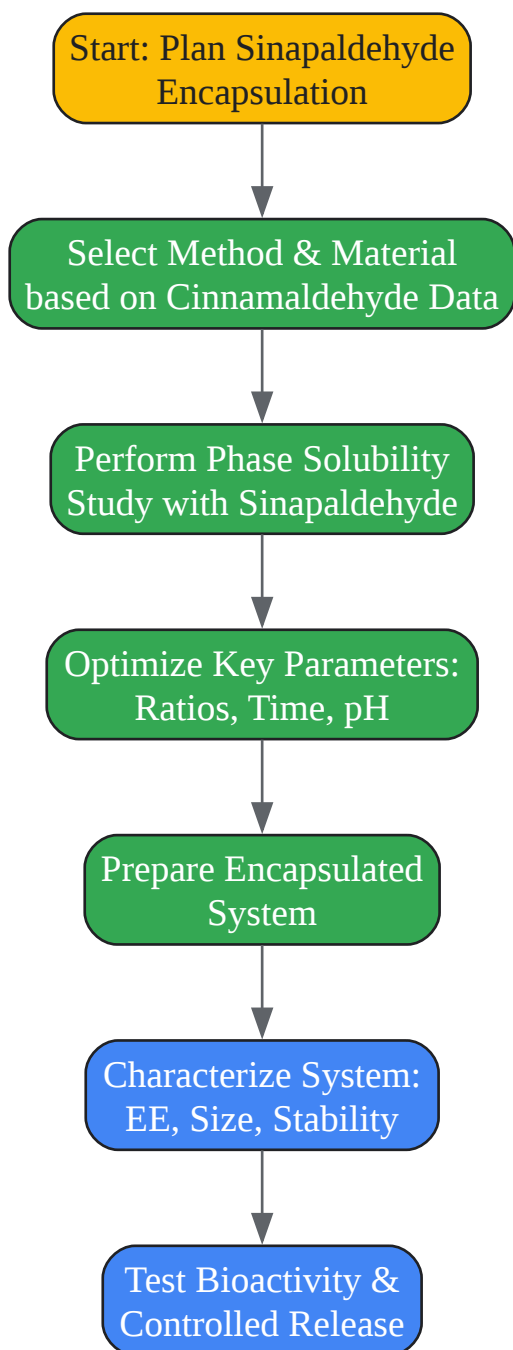 Start: Plan Sinapaldehyde
Encapsulation
Select Method & Material
based on Cinnamaldehyde Data
Perform Phase Solubility
Study with Sinapaldehyde
Optimize Key Parameters:
Ratios, Time, pH
Prepare Encapsulated
System
Characterize System:
EE, Size, Stability
Test Bioactivity &
Controlled Release